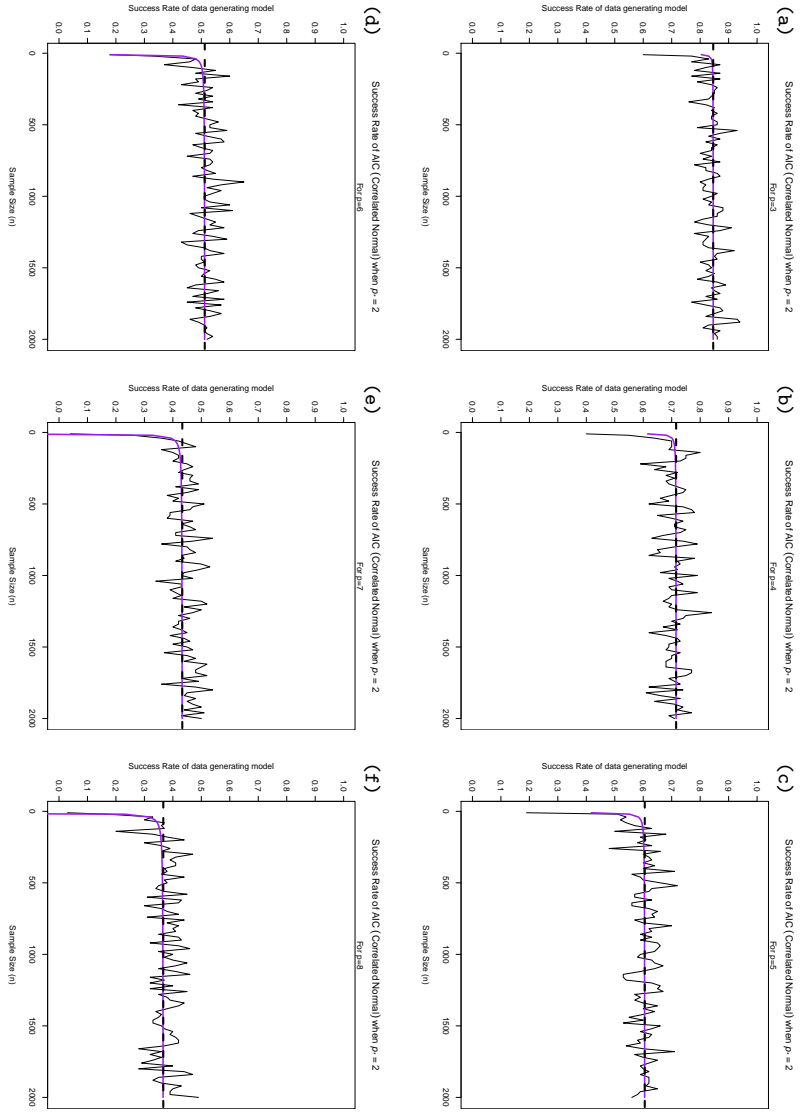 (a)
Success Rate of AIC (Correlated Normal) when p* = 2
For p=3
Success Rate of data generating model
0.0 0.1 0.2 0.3 0.4 0.5 0.6 0.7 0.8 0.9 1.0
0 500 1000 1500 2000
Sample Size (n)
(b)
Success Rate of AIC (Correlated Normal) when p* = 2
For p=4
Success Rate of data generating model
0.0 0.1 0.2 0.3 0.4 0.5 0.6 0.7 0.8 0.9 1.0
0 500 1000 1500 2000
Sample Size (n)
(c)
Success Rate of AIC (Correlated Normal) when p* = 2
For p=5
Success Rate of data generating model
0.0 0.1 0.2 0.3 0.4 0.5 0.6 0.7 0.8 0.9 1.0
0 500 1000 1500 2000
Sample Size (n)
(d)
Success Rate of AIC (Correlated Normal) when p* = 2
For p=6
Success Rate of data generating model
0.0 0.1 0.2 0.3 0.4 0.5 0.6 0.7 0.8 0.9 1.0
0 500 1000 1500 2000
Sample Size (n)
(e)
Success Rate of AIC (Correlated Normal) when p* = 2
For p=7
Success Rate of data generating model
0.0 0.1 0.2 0.3 0.4 0.5 0.6 0.7 0.8 0.9 1.0
0 500 1000 1500 2000
Sample Size (n)
(f)
Success Rate of AIC (Correlated Normal) when p* = 2
For p=8
Success Rate of data generating model
0.0 0.1 0.2 0.3 0.4 0.5 0.6 0.7 0.8 0.9 1.0
0 500 1000 1500 2000
Sample Size (n)